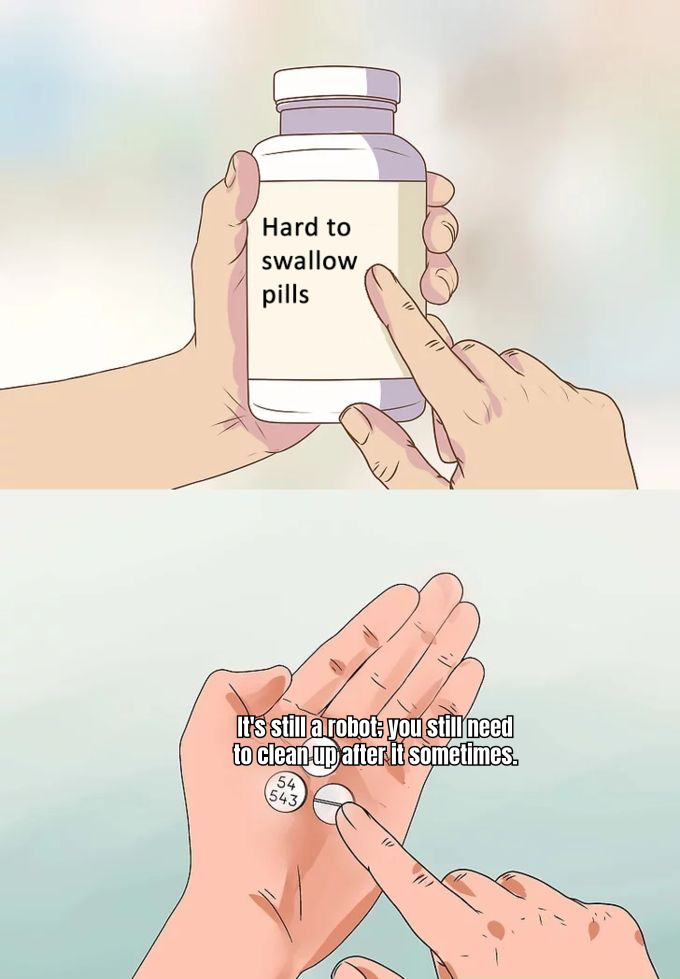 Hard to
swallow
pills
It's still a robot; you still need
to clean up after it sometimes.
54
543